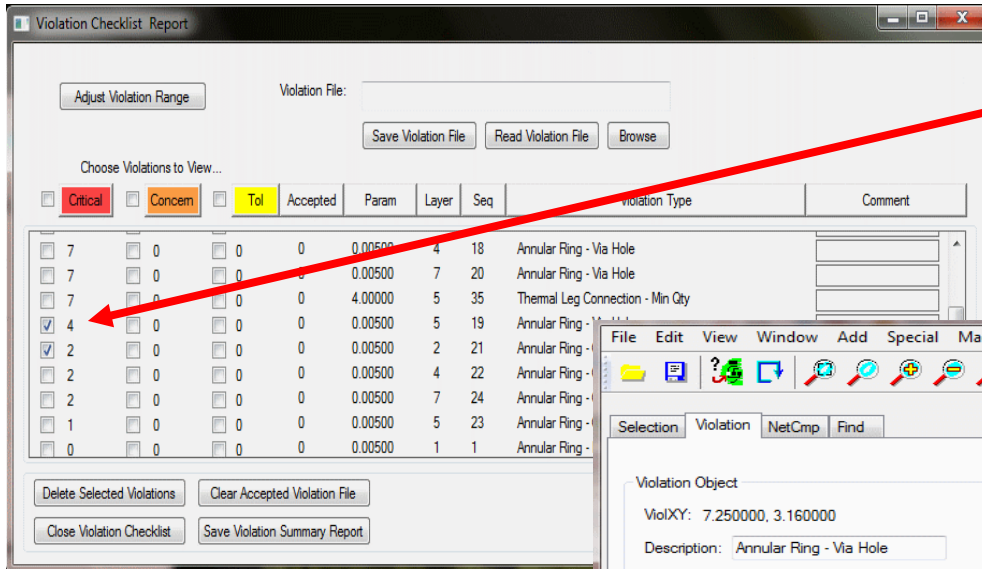 Violation Checklist Report
Adjust Violation Range Violation File:
Save Violation File Read Violation File Browse
Choose Violations to View...
Critical Concern Tol Accepted Param Layer Seq Violation Type Comment
7 0 0 0 0.00500 4 18 Annular Ring - Via Hole
7 0 0 0 0.00500 7 20 Annular Ring - Via Hole
7 0 0 0 4.00000 5 35 Thermal Leg Connection - Min Qty
4 0 0 0 0.00500 5 19 Annular Ring -
2 0 0 0 0.00500 2 21 Annular Ring -
2 0 0 0 0.00500 4 22 Annular Ring -
2 0 0 0 0.00500 7 24 Annular Ring -
1 0 0 0 0.00500 5 23 Annular Ring -
0 0 0 0 0.00500 1 1 Annular Ring -
Delete Selected Violations Clear Accepted Violation File
Close Violation Checklist Save Violation Summary Report
File Edit View Window Add Special Ma
Selection Violation NetCmp Find
Violation Object
ViolXY: 7.250000, 3.160000
Description: Annular Ring - Via Hole